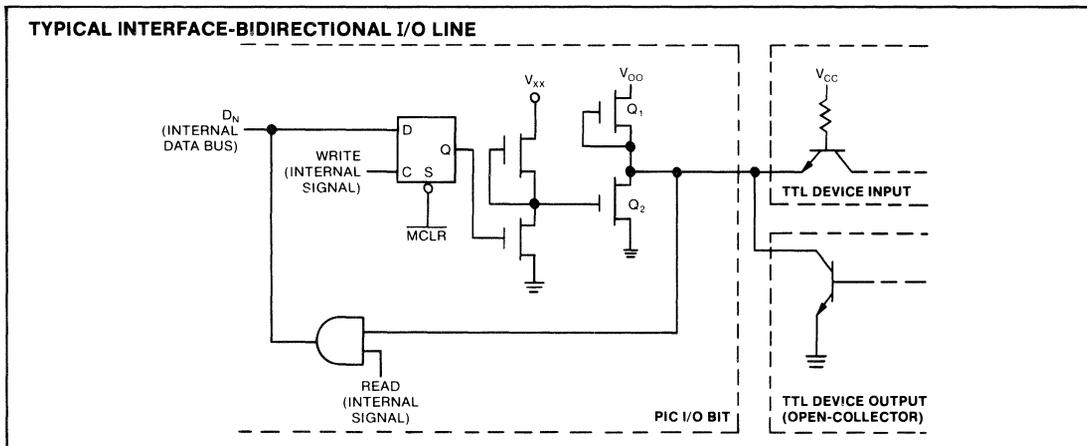 TYPICAL INTERFACE-BIDIRECTIONAL I/O LINE
VXX
VOO
Q1
VCC
DN
(INTERNAL
DATA BUS)
D
Q
WRITE
(INTERNAL
SIGNAL)
C S
MCLR
Q2
TTL DEVICE INPUT
READ
(INTERNAL
SIGNAL)
PIC I/O BIT
TTL DEVICE OUTPUT
(OPEN-COLLECTOR)